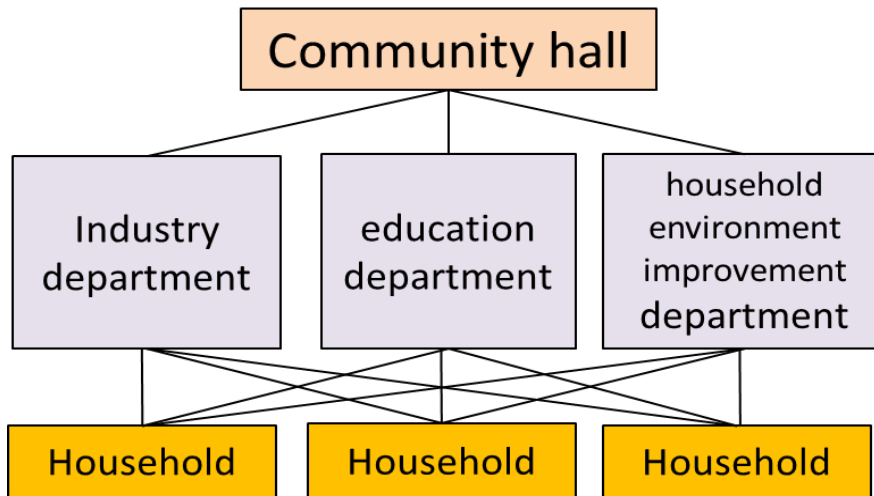 Community hall
Industry
department
education
department
household
environment
improvement
department
Household
Household
Household